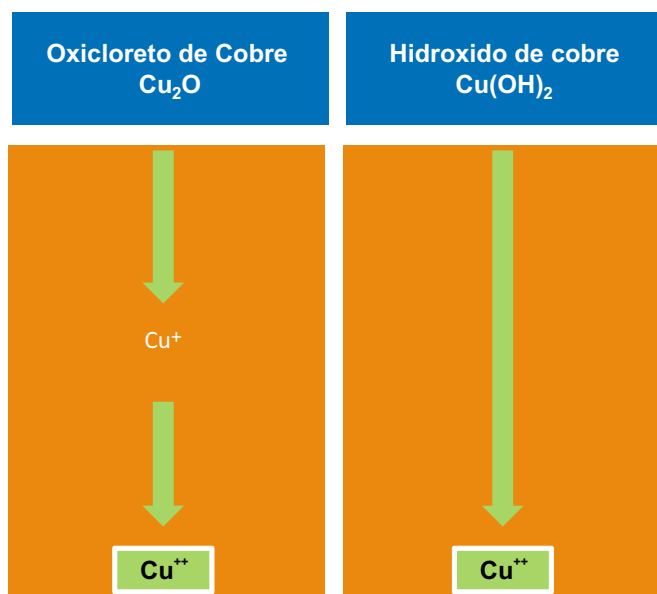 Oxicloreto de Cobre
Cu₂O
Hidroxido de cobre
Cu(OH)₂
Cu⁺
Cu⁺⁺
Cu⁺⁺